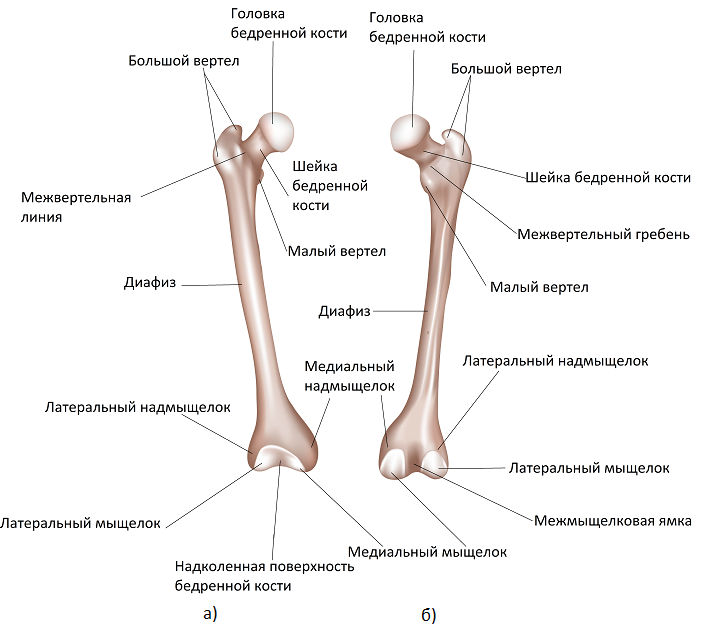 Головка
бедренной кости
Большой вертел
Межвертельная
линия
Шейка
бедренной
кости
Малый вертел
Диафиз
Медиальный
надмыщелок
Латеральный надмыщелок
Латеральный мыщелок
Надколенная поверхность
бедренной кости
а)
Головка
бедренной кости
Большой вертел
Шейка бедренной кости
Межвертельный гребень
Малый вертел
Диафиз
Латеральный надмыщелок
Латеральный мыщелок
Межмыщелковая ямка
Медиальный мыщелок
б)